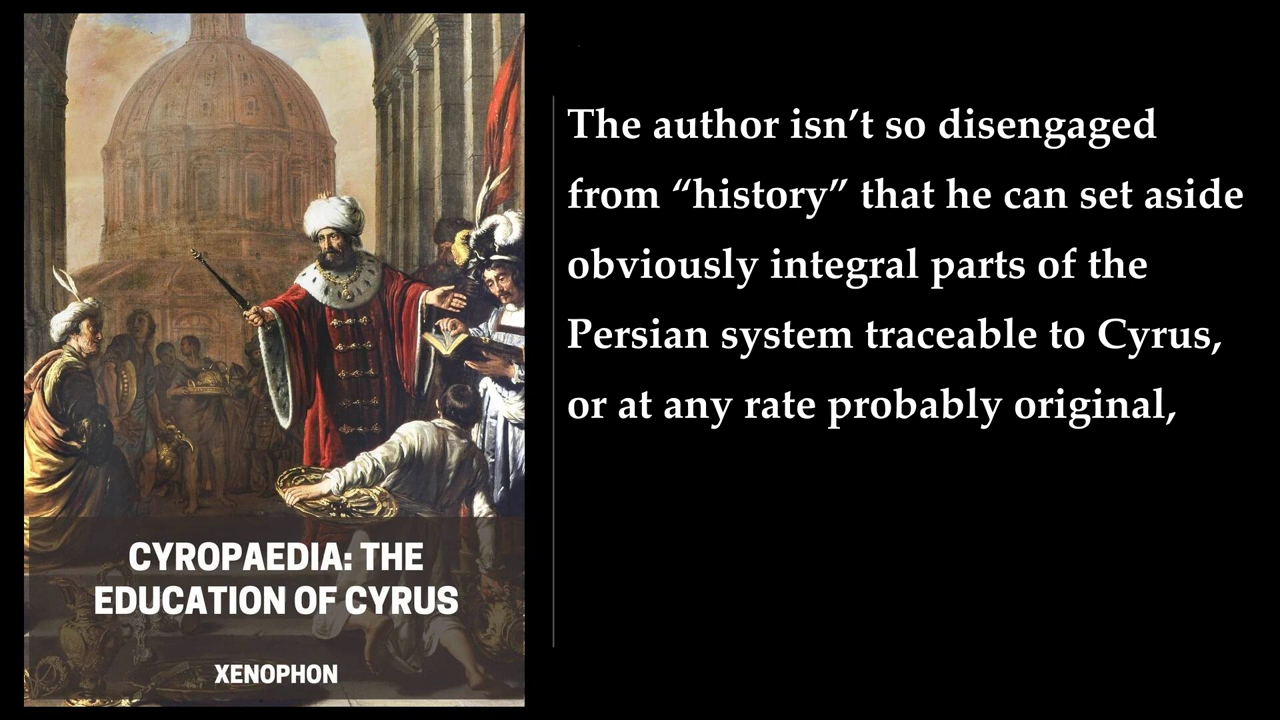 CYROPAEDIA: THE
EDUCATION OF CYRUS
XENOPHON
The author isn’t so disengaged
from “history” that he can set aside
obviously integral parts of the
Persian system traceable to Cyrus,
or at any rate probably original,